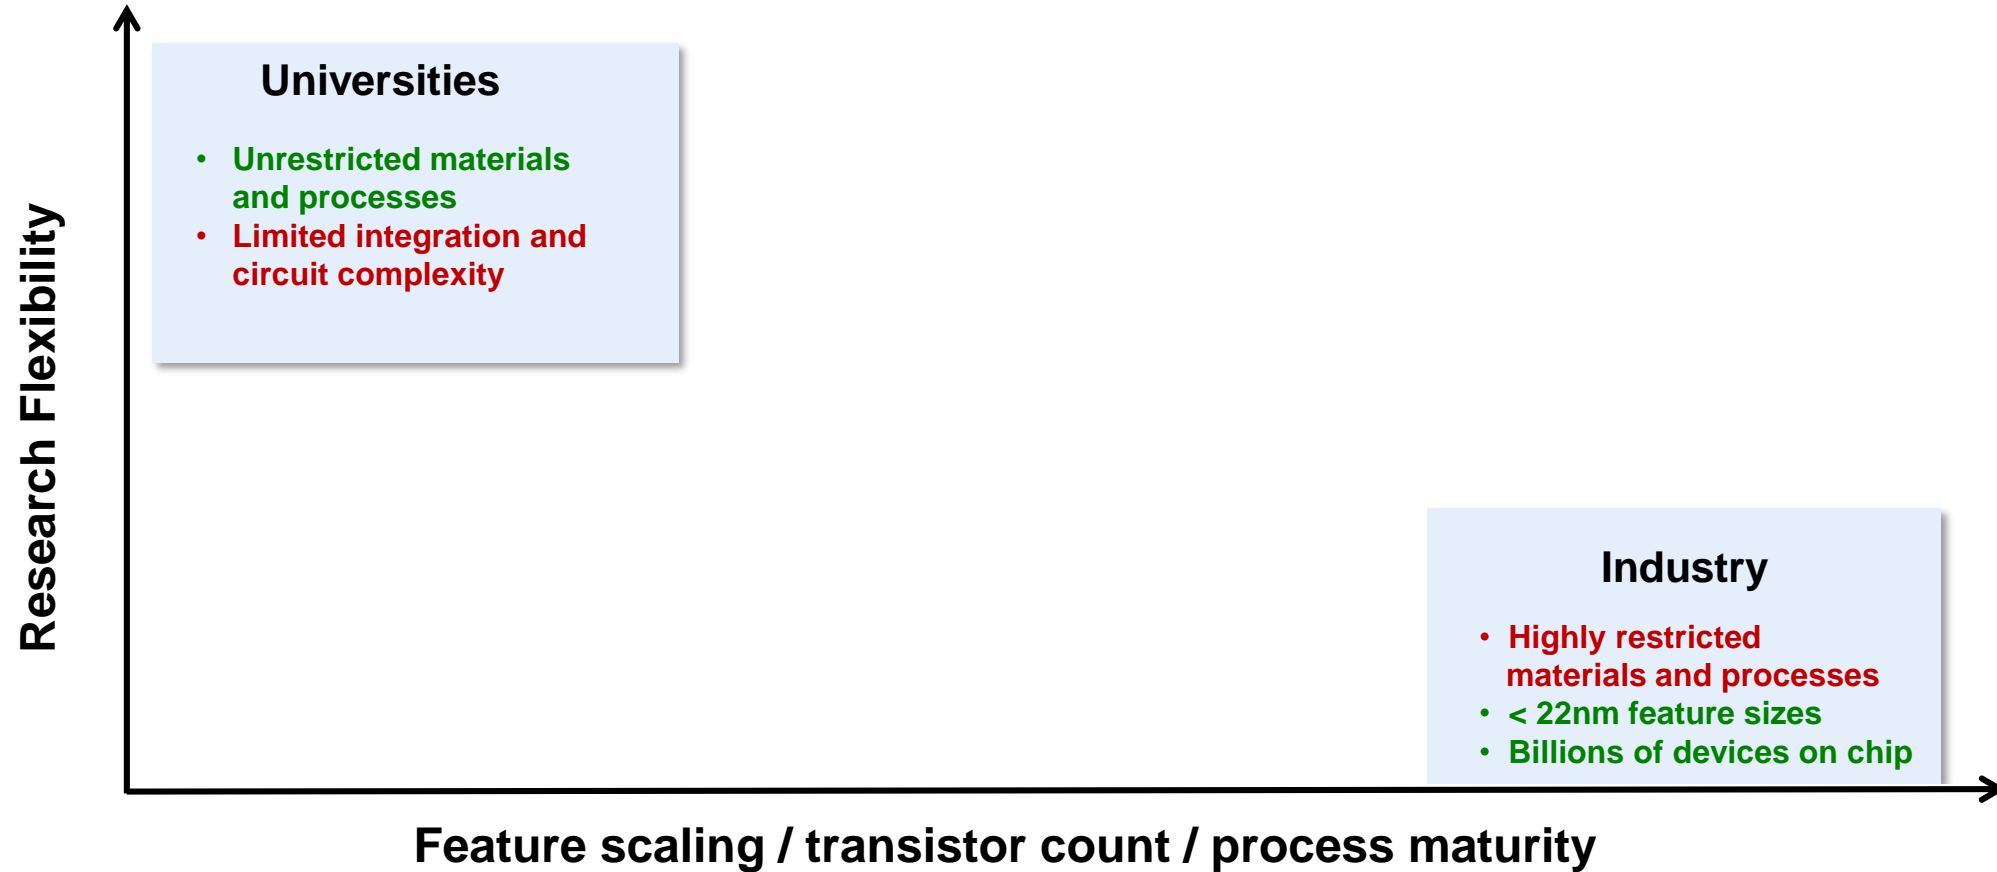 Universities
• Unrestricted materials
and processes
• Limited integration and
circuit complexity
Research Flexibility
Industry
• Highly restricted
materials and processes
• < 22nm feature sizes
• Billions of devices on chip
Feature scaling / transistor count / process maturity